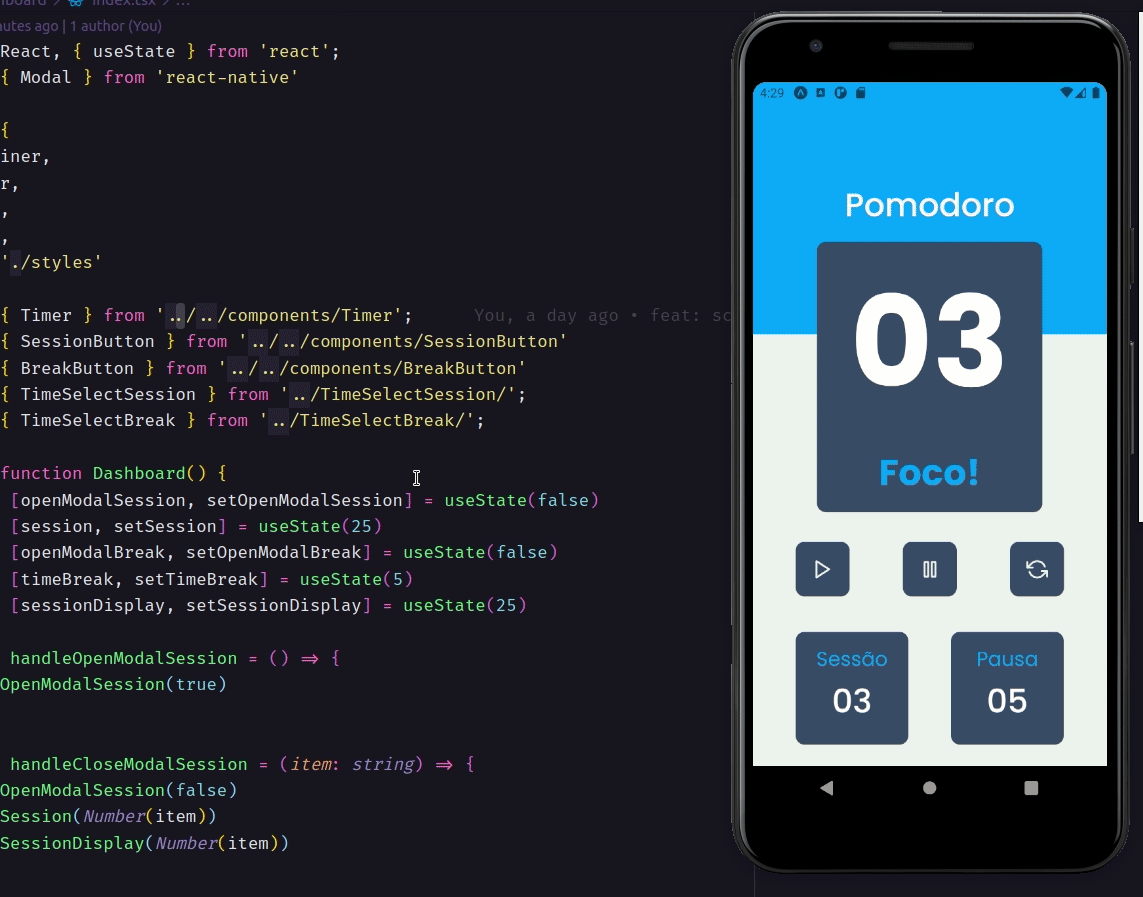 index.tsx > ...
utes ago | 1 author (You)
React, { useState } from 'react';
{ Modal } from 'react-native'
{
iner,
r,
,
,
'./styles'
{ Timer } from '../../components/Timer'; You, a day ago • feat: sc
{ SessionButton } from '../../components/SessionButton'
{ BreakButton } from '../../components/BreakButton'
{ TimeSelectSession } from '../TimeSelectSession/';
{ TimeSelectBreak } from '../TimeSelectBreak/';
function Dashboard() {
[openModalSession, setOpenModalSession] = useState(false)
[session, setSession] = useState(25)
[openModalBreak, setOpenModalBreak] = useState(false)
[timeBreak, setTimeBreak] = useState(5)
[sessionDisplay, setSessionDisplay] = useState(25)
handleOpenModalSession = () => {
OpenModalSession(true)
handleCloseModalSession = (item: string) => {
OpenModalSession(false)
Session(Number(item))
SessionDisplay(Number(item))
4:29
Pomodoro
03
Foco!
Sessão
03
Pausa
05